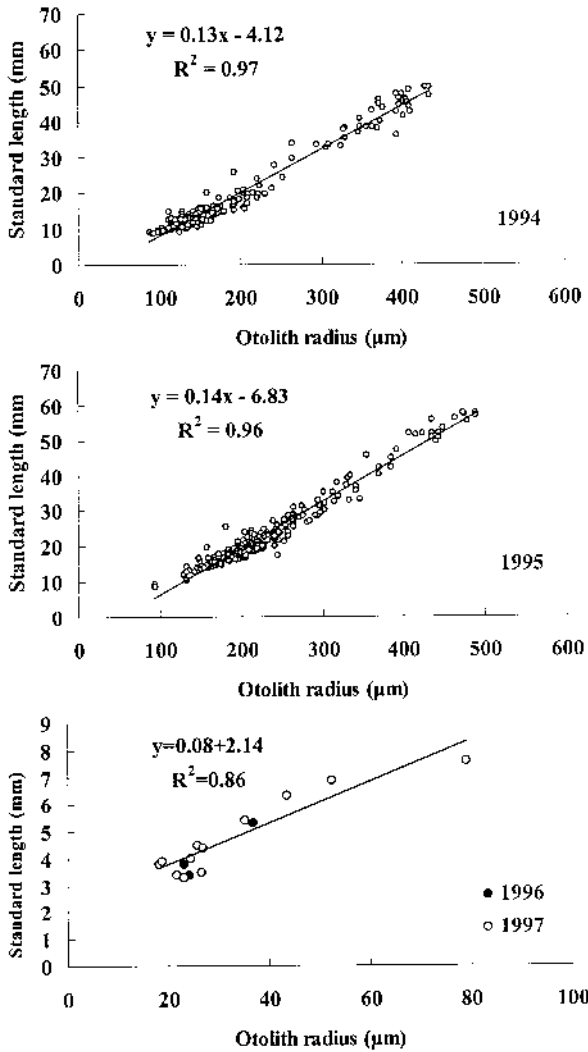 y = 0.13x - 4.12
R² = 0.97
Standard length (mm
70
60
50
40
30
20
10
0
1994
0 100 200 300 400 500 600
Otolith radius (µm)
y = 0.14x - 6.83
R² = 0.96
Standard length (mm
70
60
50
40
30
20
10
0
1995
0 100 200 300 400 500 600
Otolith radius (µm)
y=0.08+2.14
R²=0.86
Standard length (mm)
9
8
7
6
5
4
3
2
1
0
1996
1997
0 20 40 60 80 100
Otolith radius (µm)